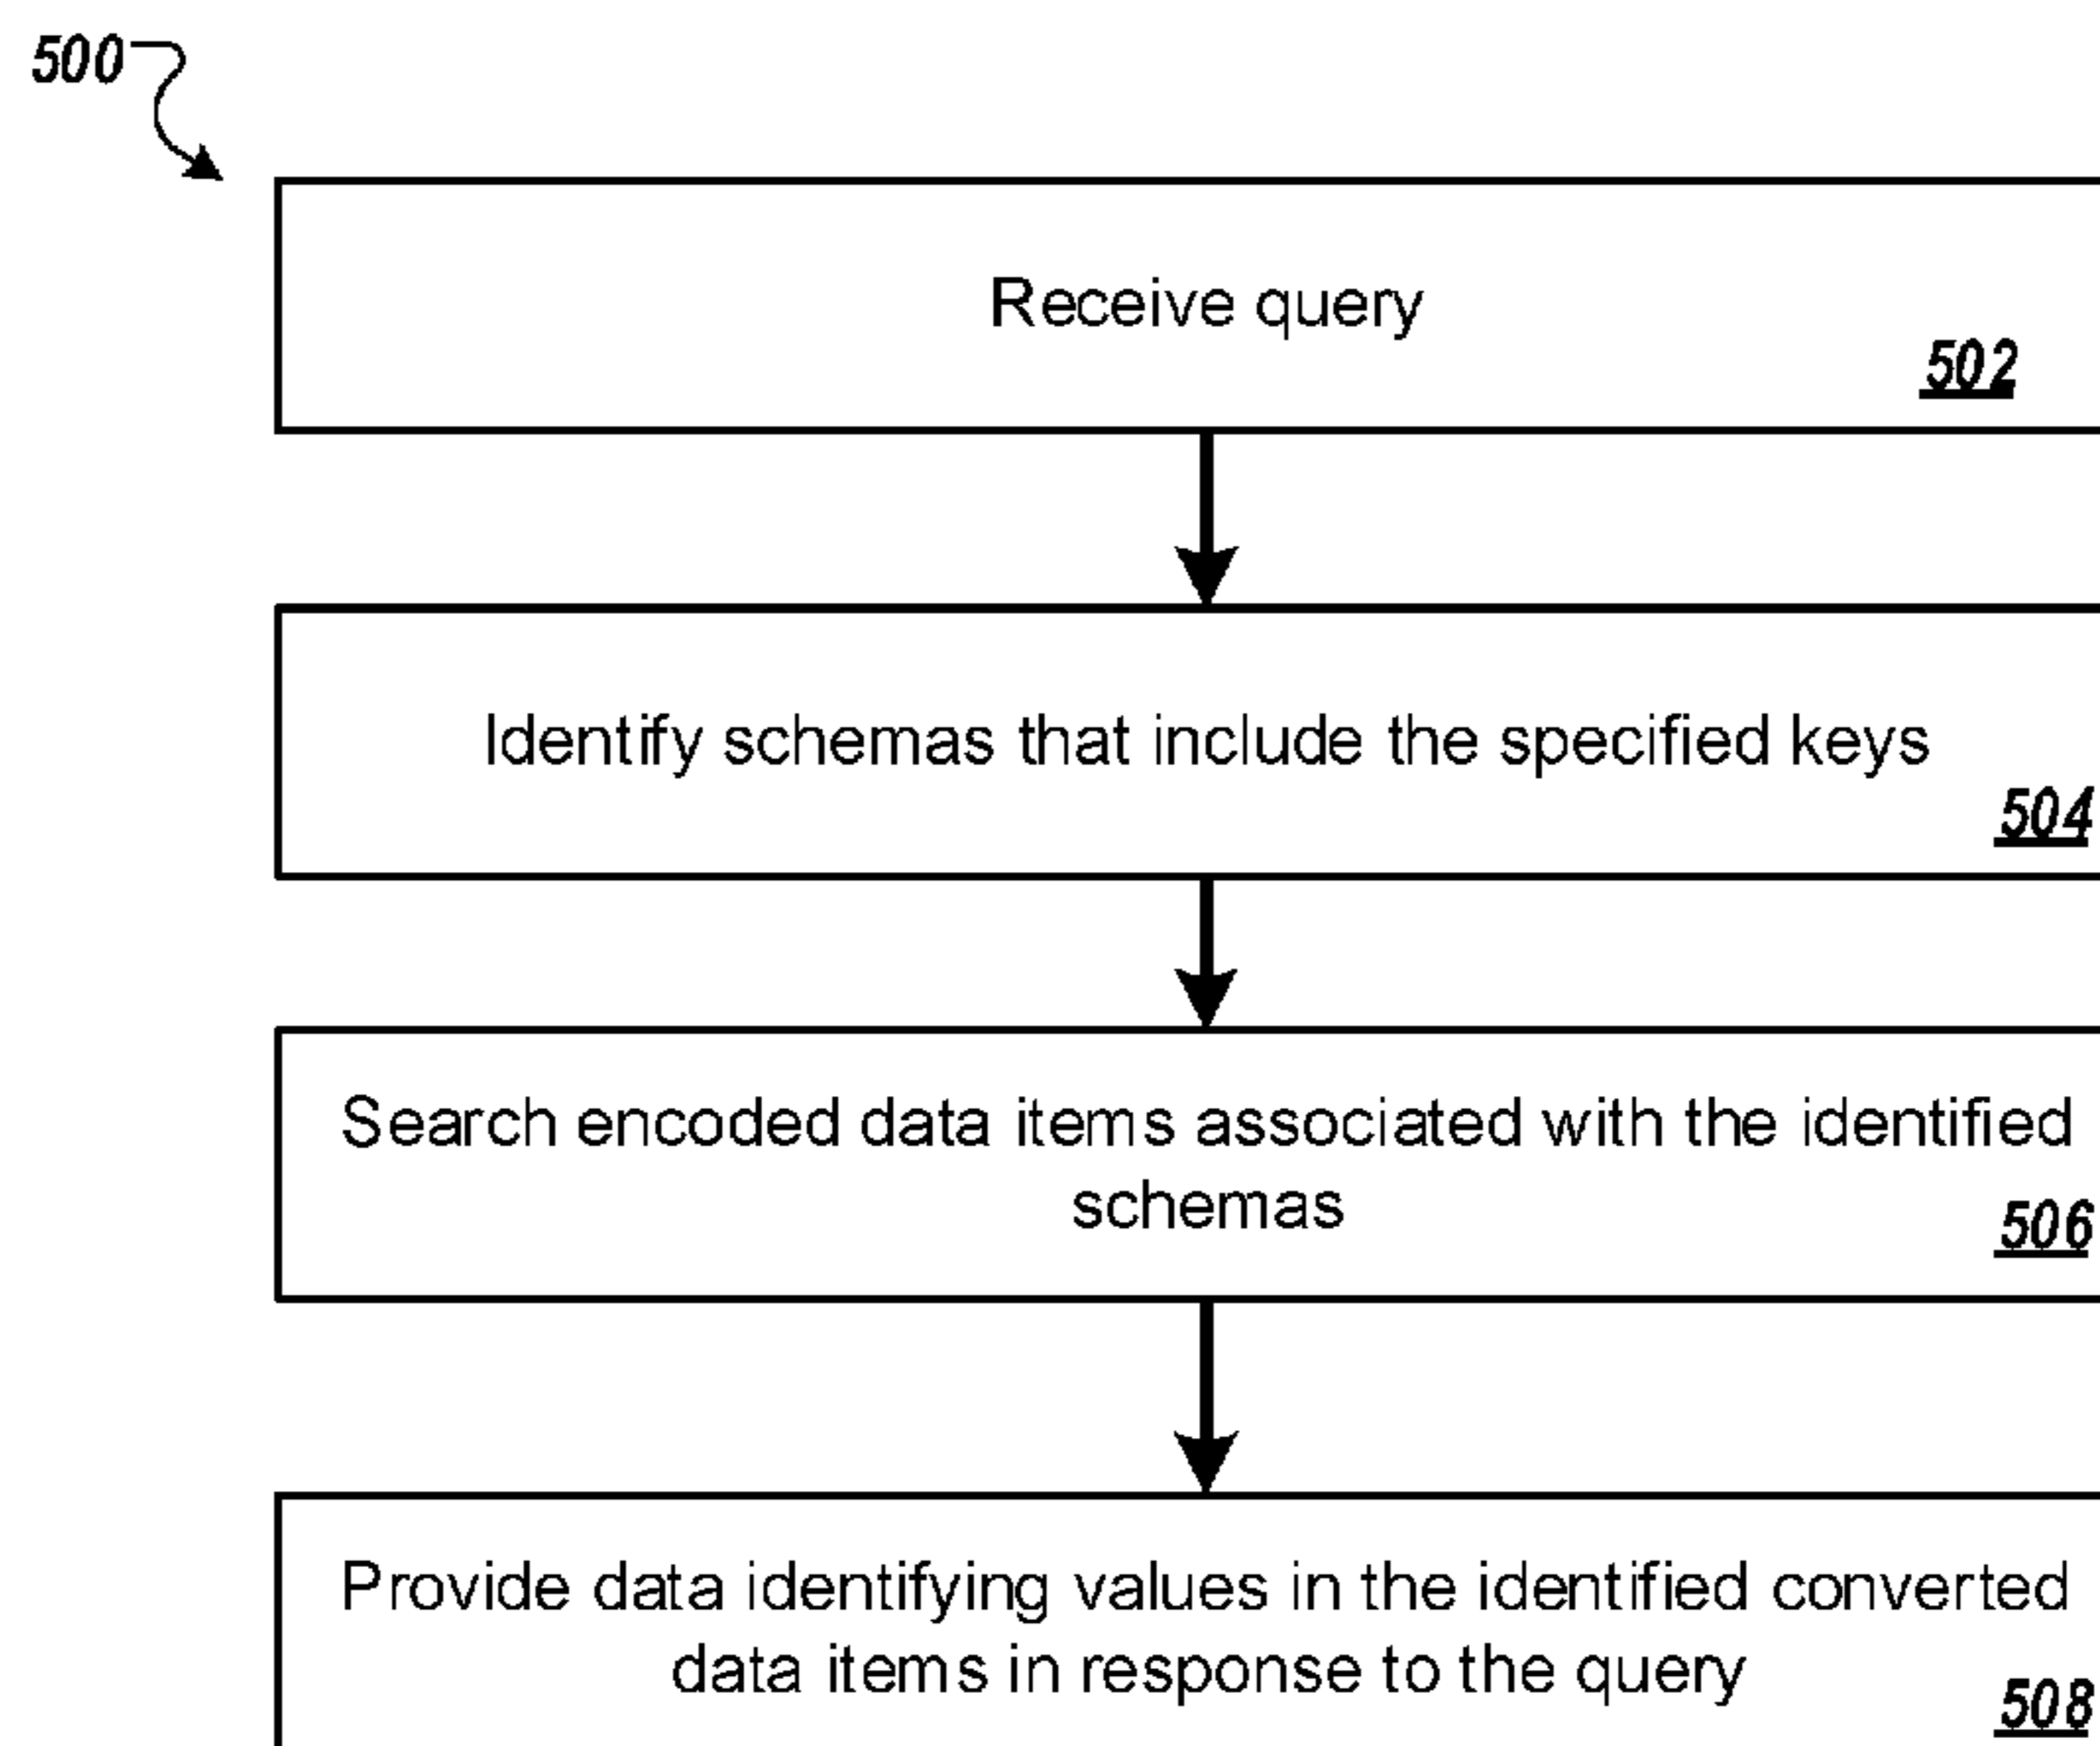 500
Receive query
502
Identify schemas that include the specified keys
504
Search encoded data items associated with the identified
schemas
506
Provide data identifying values in the identified converted
data items in response to the query
508